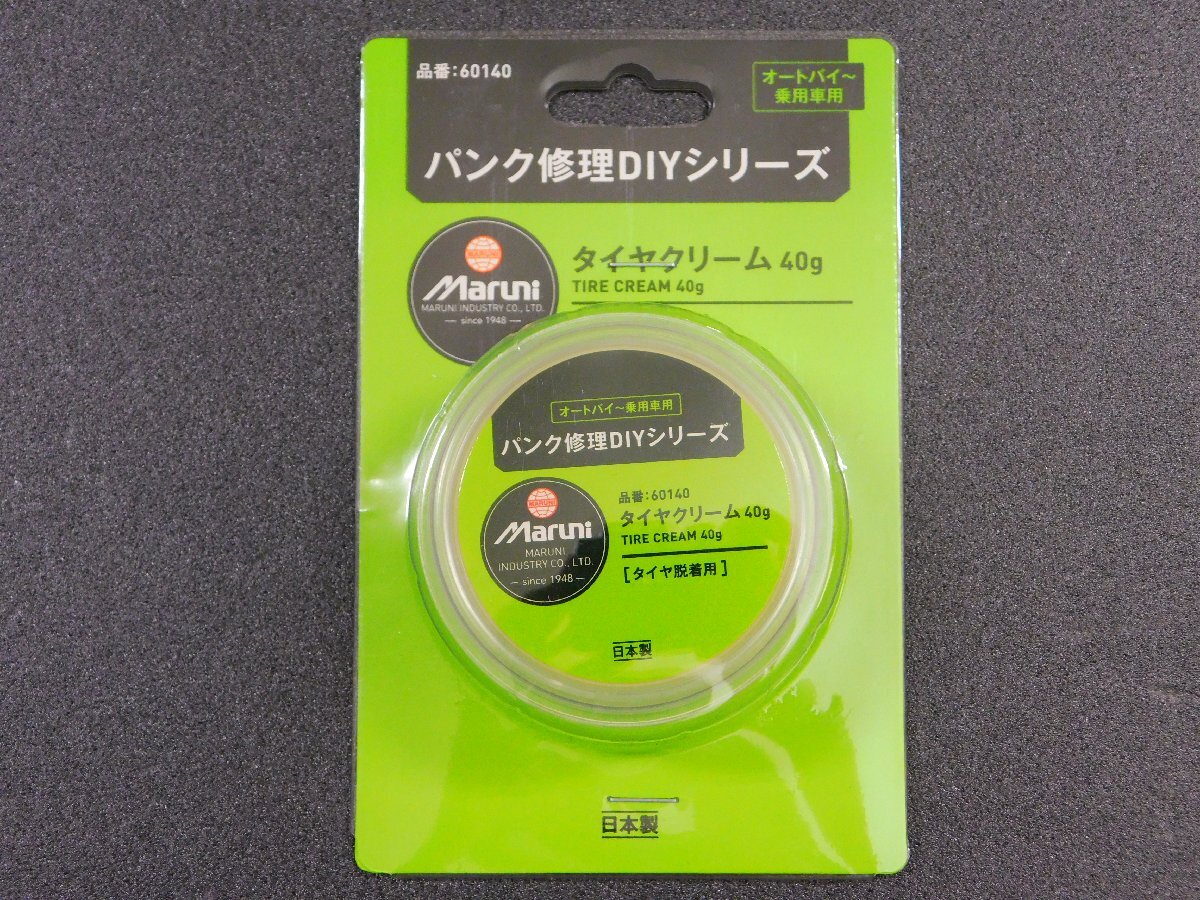 品番:60140
オートバイ～
乗用車用
パンク修理DIYシリーズ
MARUNI
Maruni
MARUNI INDUSTRY CO., LTD.
since 1948
タイヤクリーム 40g
TIRE CREAM 40g
オートバイ～乗用車用
パンク修理DIYシリーズ
MARUNI
Maruni
MARUNI
INDUSTRY CO., LTD.
since 1948
品番:60140
タイヤクリーム 40g
TIRE CREAM 40g
[タイヤ脱着用]
日本製
日本製